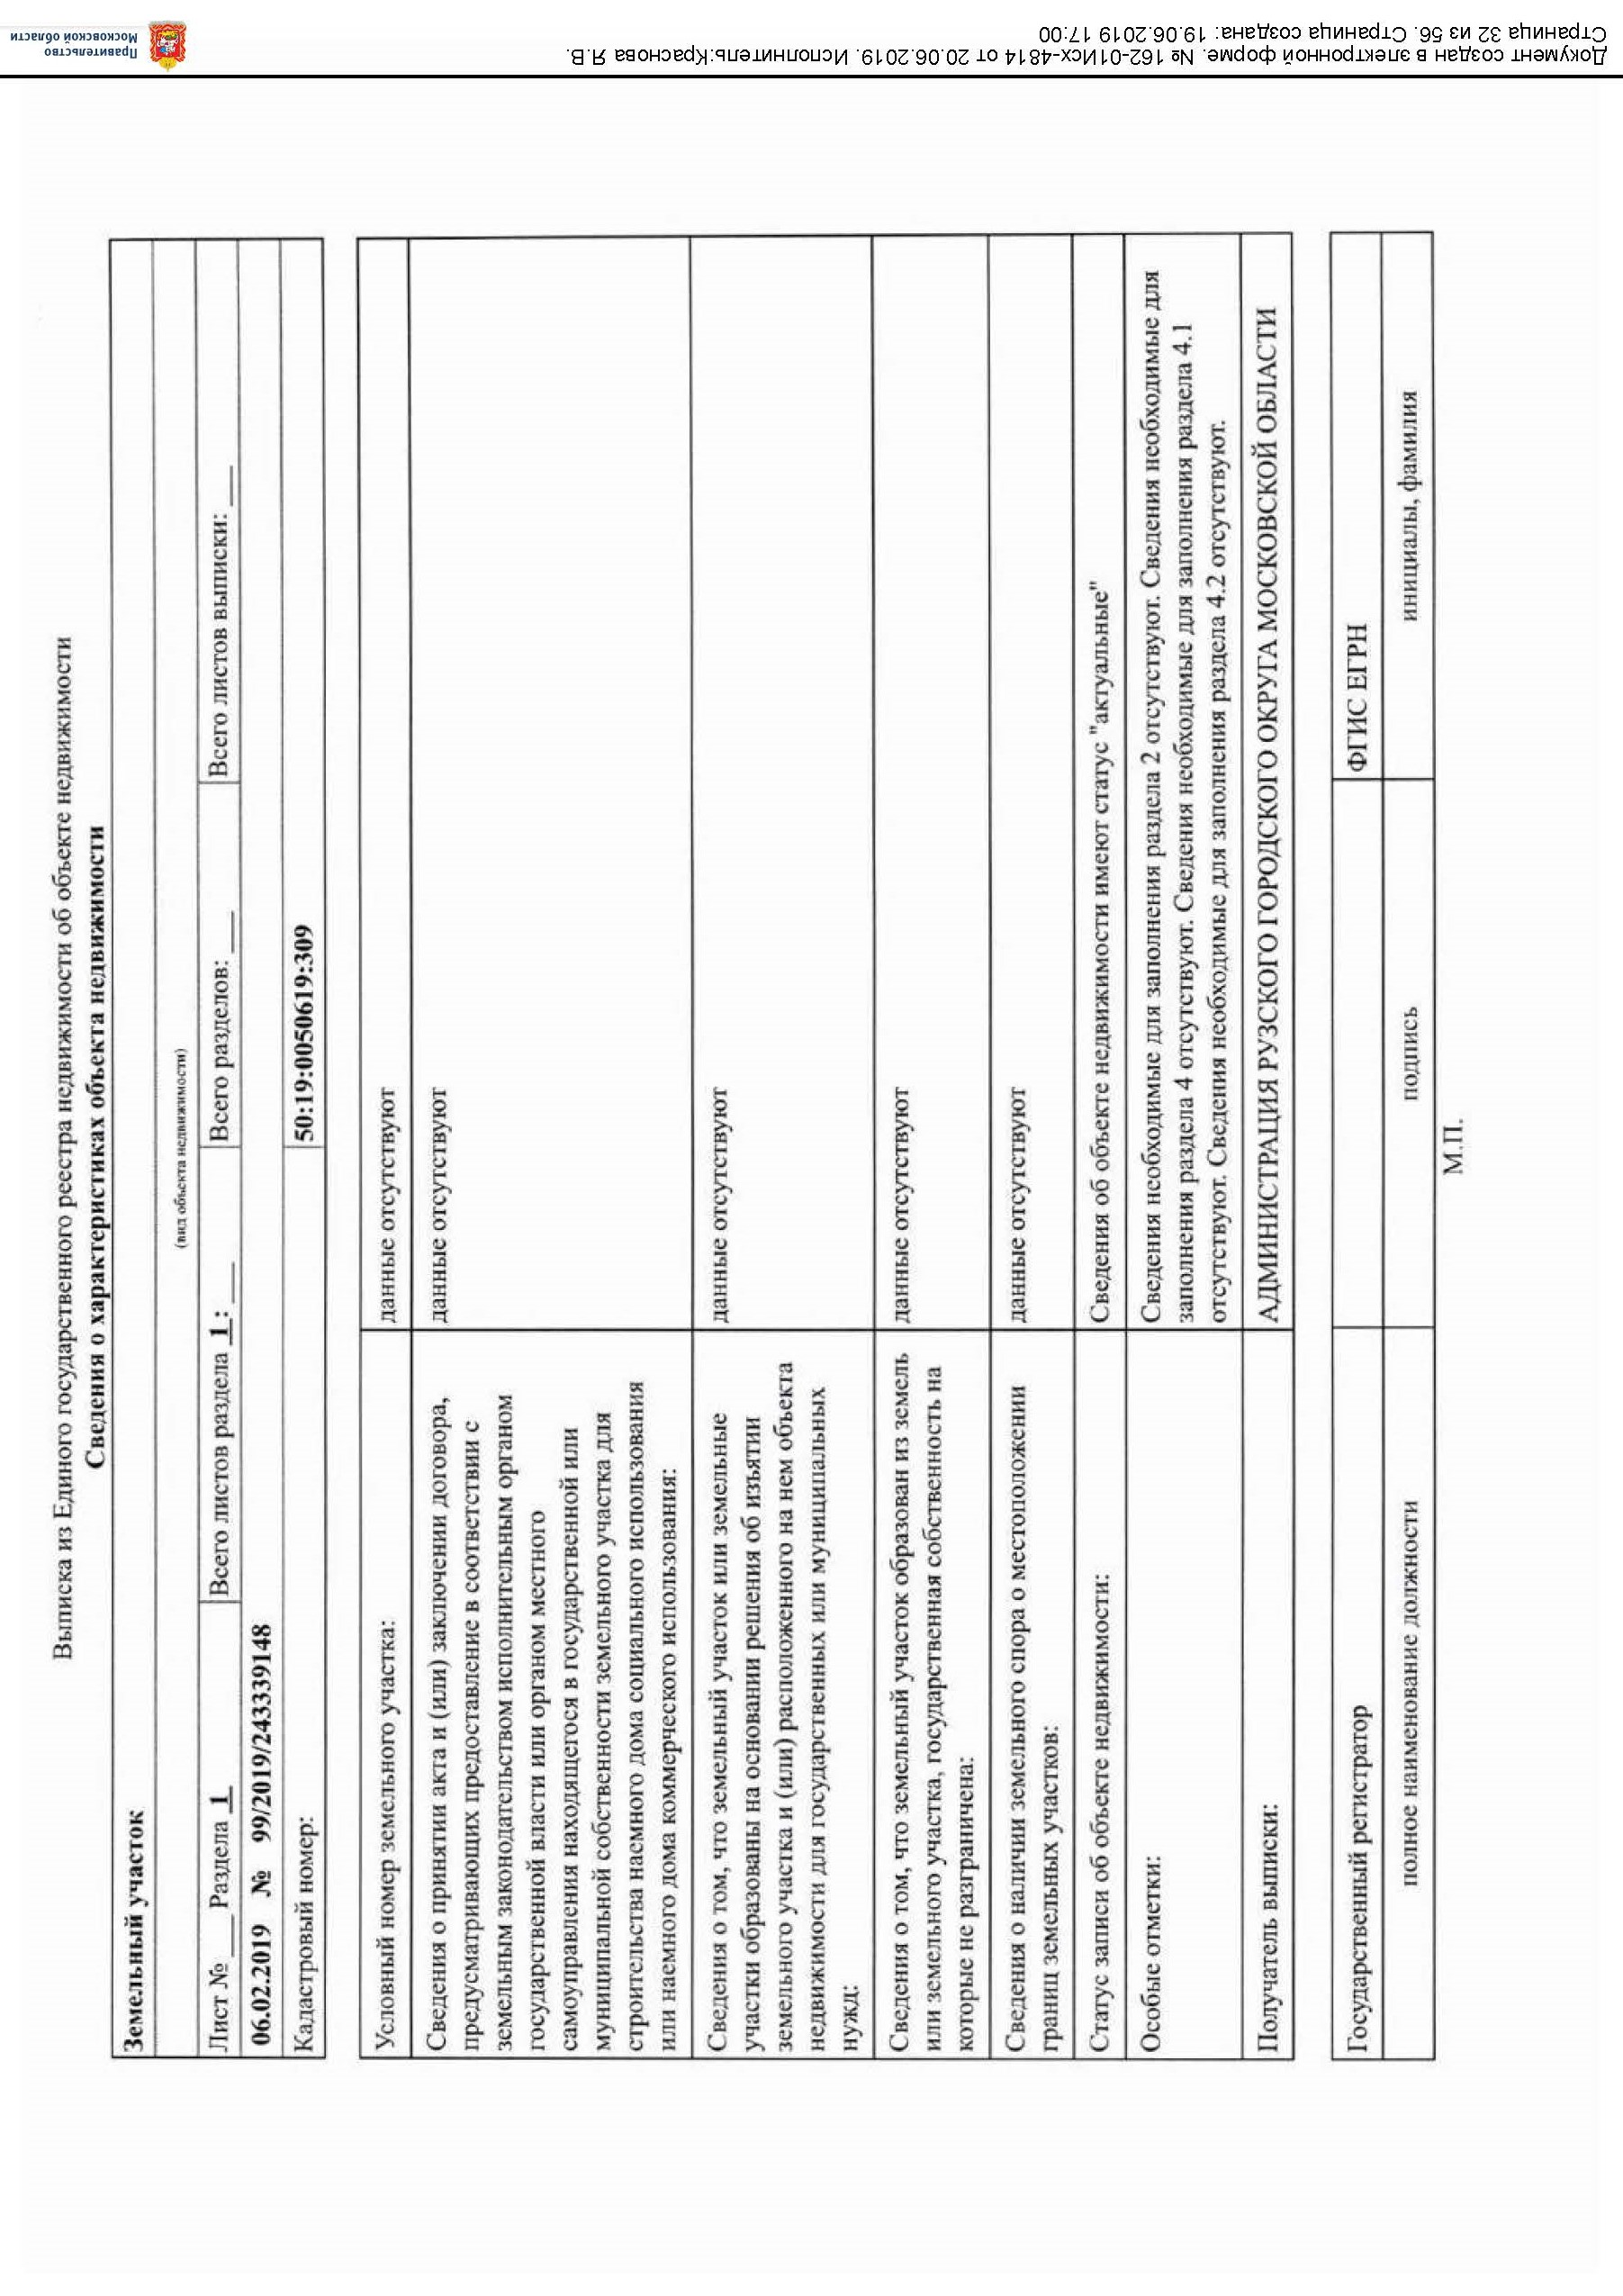 Выписка из Единого государственного реестра недвижимости об объекте недвижимости
Сведения о характеристиках объекта недвижимости
Земельный участок
(вид объекта недвижимости)
Лист № ___ Раздела 1 Всего листов раздела 1 : ___ Всего разделов: ___ Всего листов выписки: ___
06.02.2019 № 99/2019/243339148
Кадастровый номер: 50:19:0050619:309
Условный номер земельного участка: данные отсутствуют
Сведения о принятии акта и (или) заключении договора, данные отсутствуют
предусматривающих предоставление в соответствии с
земельным законодательством исполнительным органом
государственной власти или органом местного
самоуправления находящегося в государственной или
муниципальной собственности земельного участка для
строительства наемного дома социального использования
или наемного дома коммерческого использования:
Сведения о том, что земельный участок или земельные данные отсутствуют
участки образованы на основании решения об изъятии
земельного участка и (или) расположенного на нем объекта
недвижимости для государственных или муниципальных
нужд:
Сведения о том, что земельный участок образован из земель данные отсутствуют
или земельного участка, государственная собственность на
которые не разграничена:
Сведения о наличии земельного спора о местоположении данные отсутствуют
границ земельных участков:
Статус записи об объекте недвижимости: Сведения об объекте недвижимости имеют статус "актуальные"
Особые отметки: Сведения необходимые для заполнения раздела 2 отсутствуют. Сведения необходимые для
заполнения раздела 4 отсутствуют. Сведения необходимые для заполнения раздела 4.1
отсутствуют. Сведения необходимые для заполнения раздела 4.2 отсутствуют.
Получатель выписки: АДМИНИСТРАЦИЯ РУЗСКОГО ГОРОДСКОГО ОКРУГА МОСКОВСКОЙ ОБЛАСТИ
Государственный регистратор ФГИС ЕГРН
полное наименование должности подпись инициалы, фамилия
М.П.
Документ создан в электронной форме. № 162-01Исх-4814 от 20.06.2019. Исполнитель:Краснова Я.В.
Страница 32 из 56. Страница создана: 19.06.2019 17:00
Правительство
Московской области